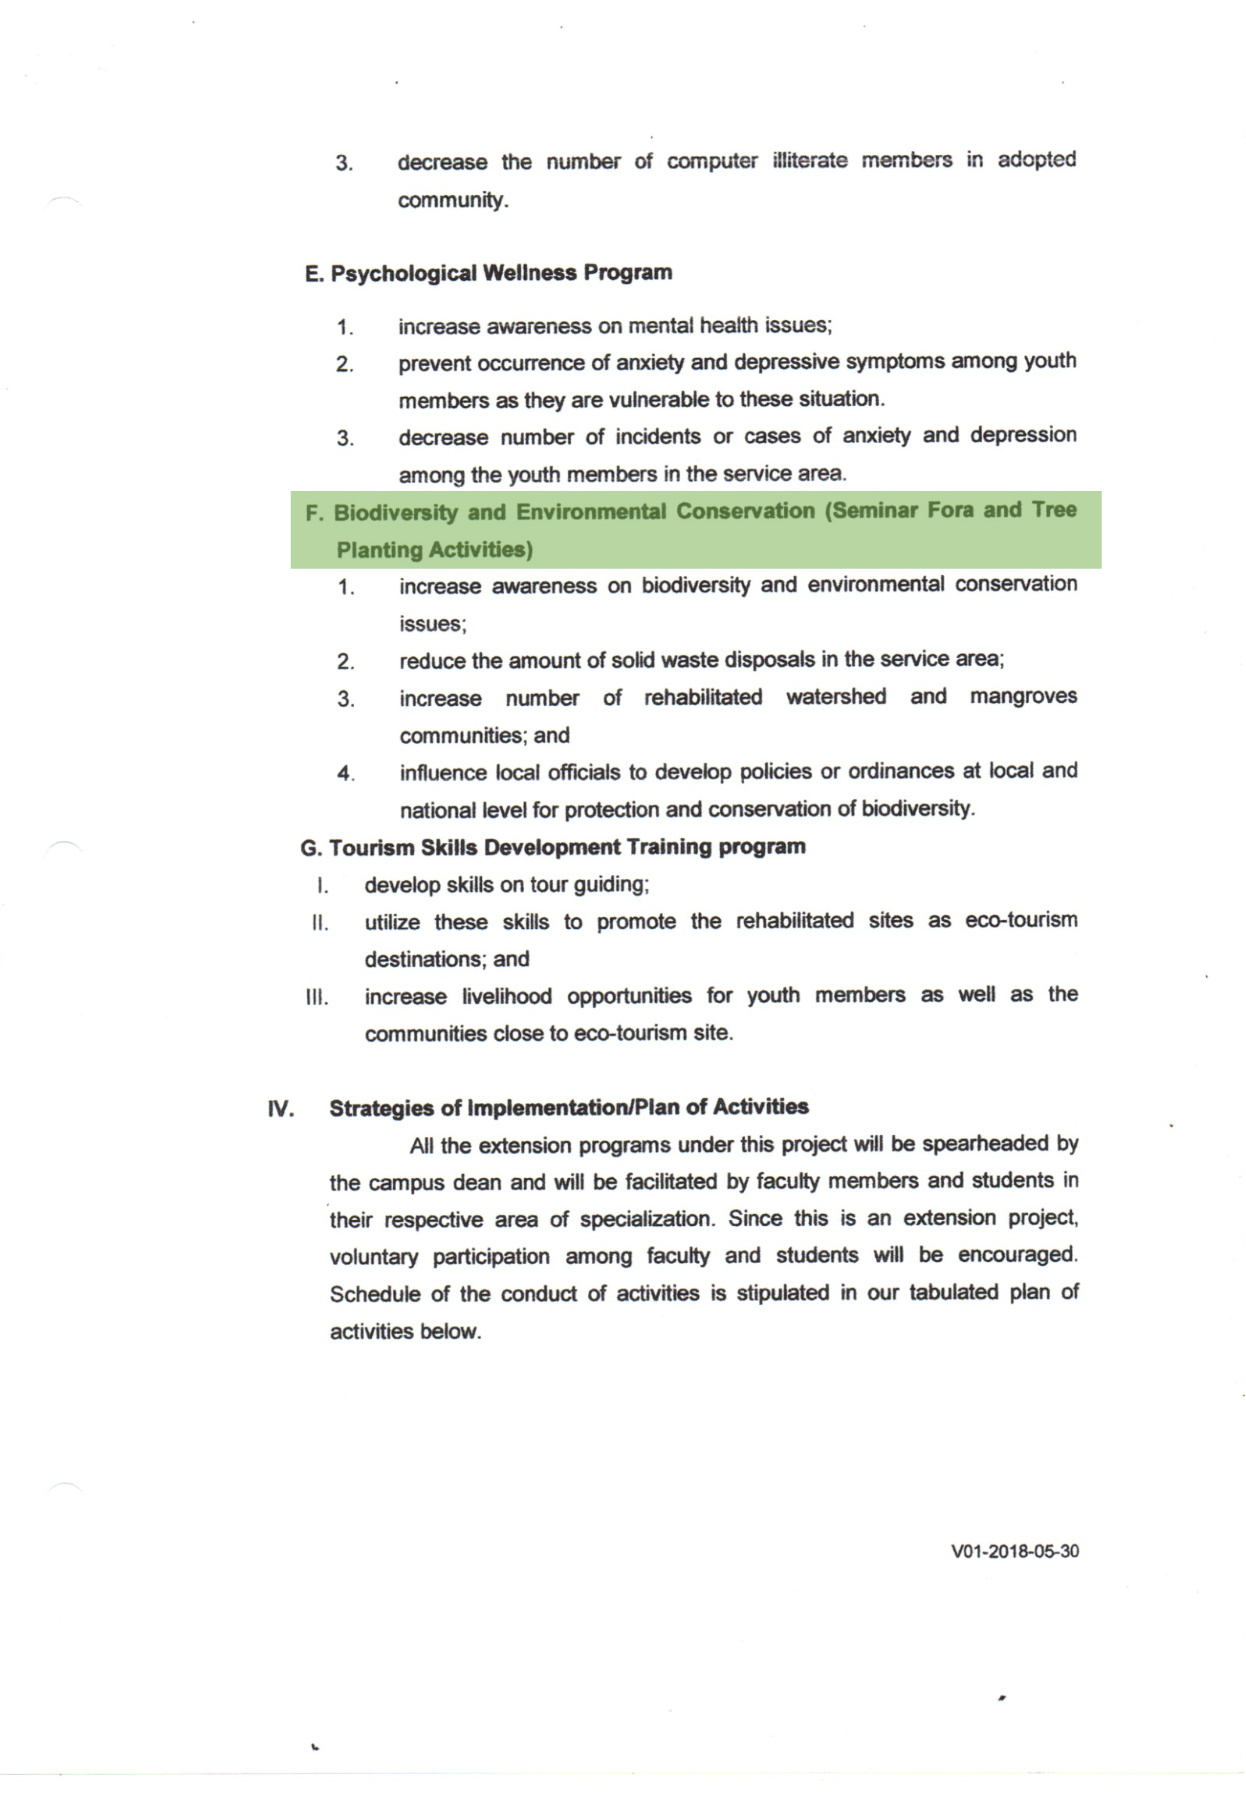 3. decrease the number of computer illiterate members in adopted
community.
E. Psychological Wellness Program
1. increase awareness on mental health issues;
2. prevent occurrence of anxiety and depressive symptoms among youth
members as they are vulnerable to these situation.
3. decrease number of incidents or cases of anxiety and depression
among the youth members in the service area.
F. Biodiversity and Environmental Conservation (Seminar Fora and Tree
Planting Activities)
1. increase awareness on biodiversity and environmental conservation
issues;
2. reduce the amount of solid waste disposals in the service area;
3. increase number of rehabilitated watershed and mangroves
communities; and
4. influence local officials to develop policies or ordinances at local and
national level for protection and conservation of biodiversity.
G. Tourism Skills Development Training program
I. develop skills on tour guiding;
II. utilize these skills to promote the rehabilitated sites as eco-tourism
destinations; and
III. increase livelihood opportunities for youth members as well as the
communities close to eco-tourism site.
IV. Strategies of Implementation/Plan of Activities
All the extension programs under this project will be spearheaded by
the campus dean and will be facilitated by faculty members and students in
their respective area of specialization. Since this is an extension project,
voluntary participation among faculty and students will be encouraged.
Schedule of the conduct of activities is stipulated in our tabulated plan of
activities below.
V01-2018-05-30